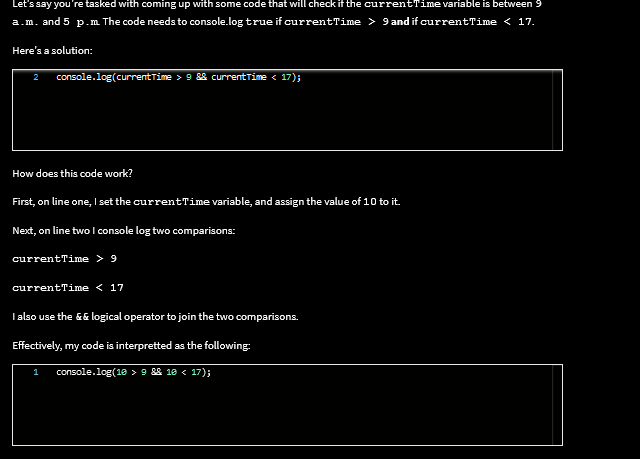 Let's say you're tasked with coming up with some code that will check if the currentTime variable is between 9
a.m. and 5 p.m. The code needs to console.log true if currentTime > 9 and if currentTime < 17.
Here's a solution:
2 console.log(currentTime > 9 && currentTime < 17);
How does this code work?
First, on line one, I set the currentTime variable, and assign the value of 10 to it.
Next, on line two I console log two comparisons:
currentTime > 9
currentTime < 17
I also use the && logical operator to join the two comparisons.
Effectively, my code is interpretted as the following:
1 console.log(10 > 9 && 10 < 17);